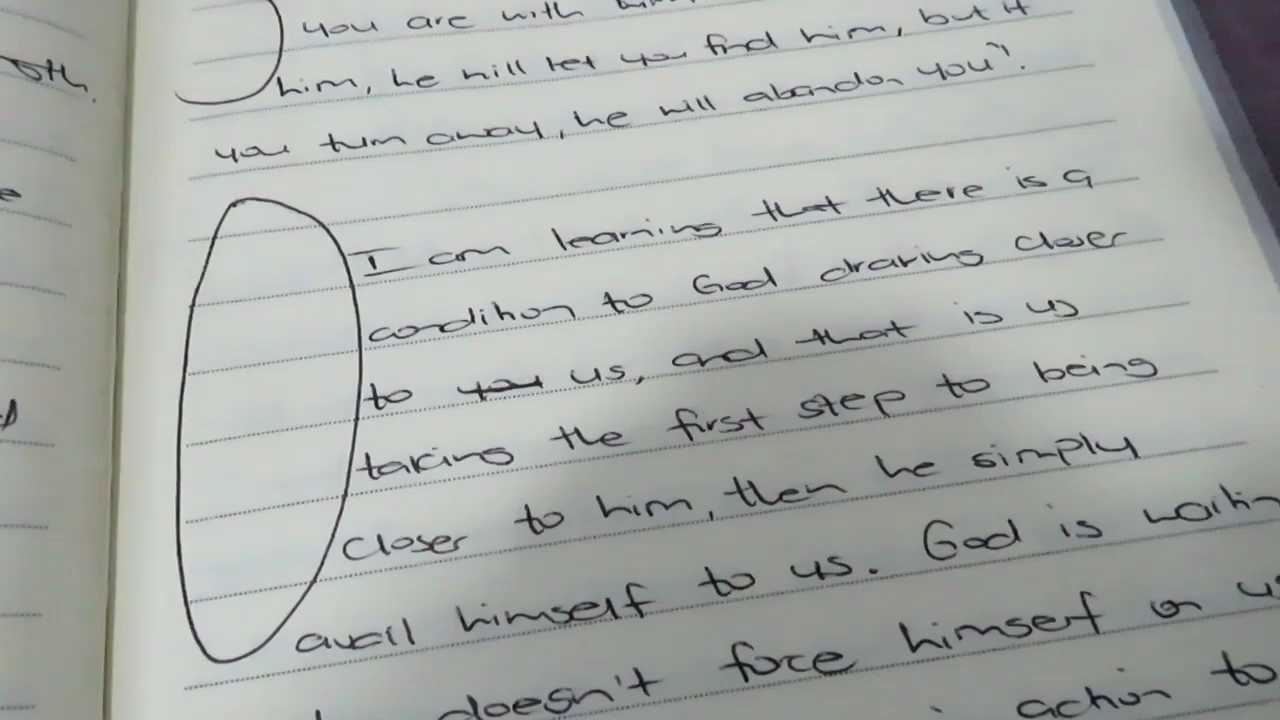 oth.
e
you are with him,
him, he will let you find him, but if
you turn away, he will abandon you".
I am learning that there is a
condition to God drawing closer
to you us, and that is us
taking the first step to being
closer to him, then he simply
avail himself to us. God is waitin
doesn't force himself on us
action to